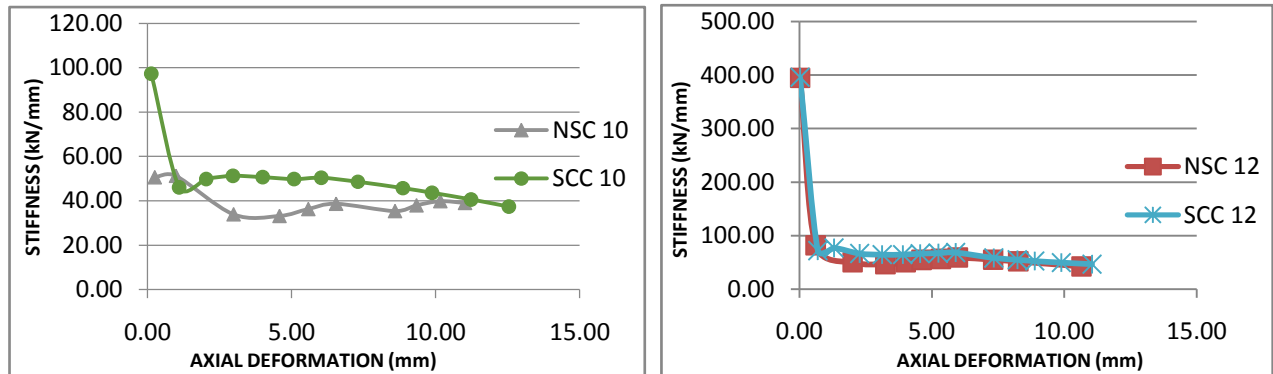 120.00
100.00
80.00
60.00
40.00
20.00
0.00
STIFFNESS (kN/mm)
NSC 10
SCC 10
0.00 5.00 10.00 15.00
AXIAL DEFORMATION (mm)
500.00
400.00
300.00
200.00
100.00
0.00
STIFFNESS (kN/mm)
NSC 12
SCC 12
0.00 5.00 10.00 15.00
AXIAL DEFORMATION (mm)